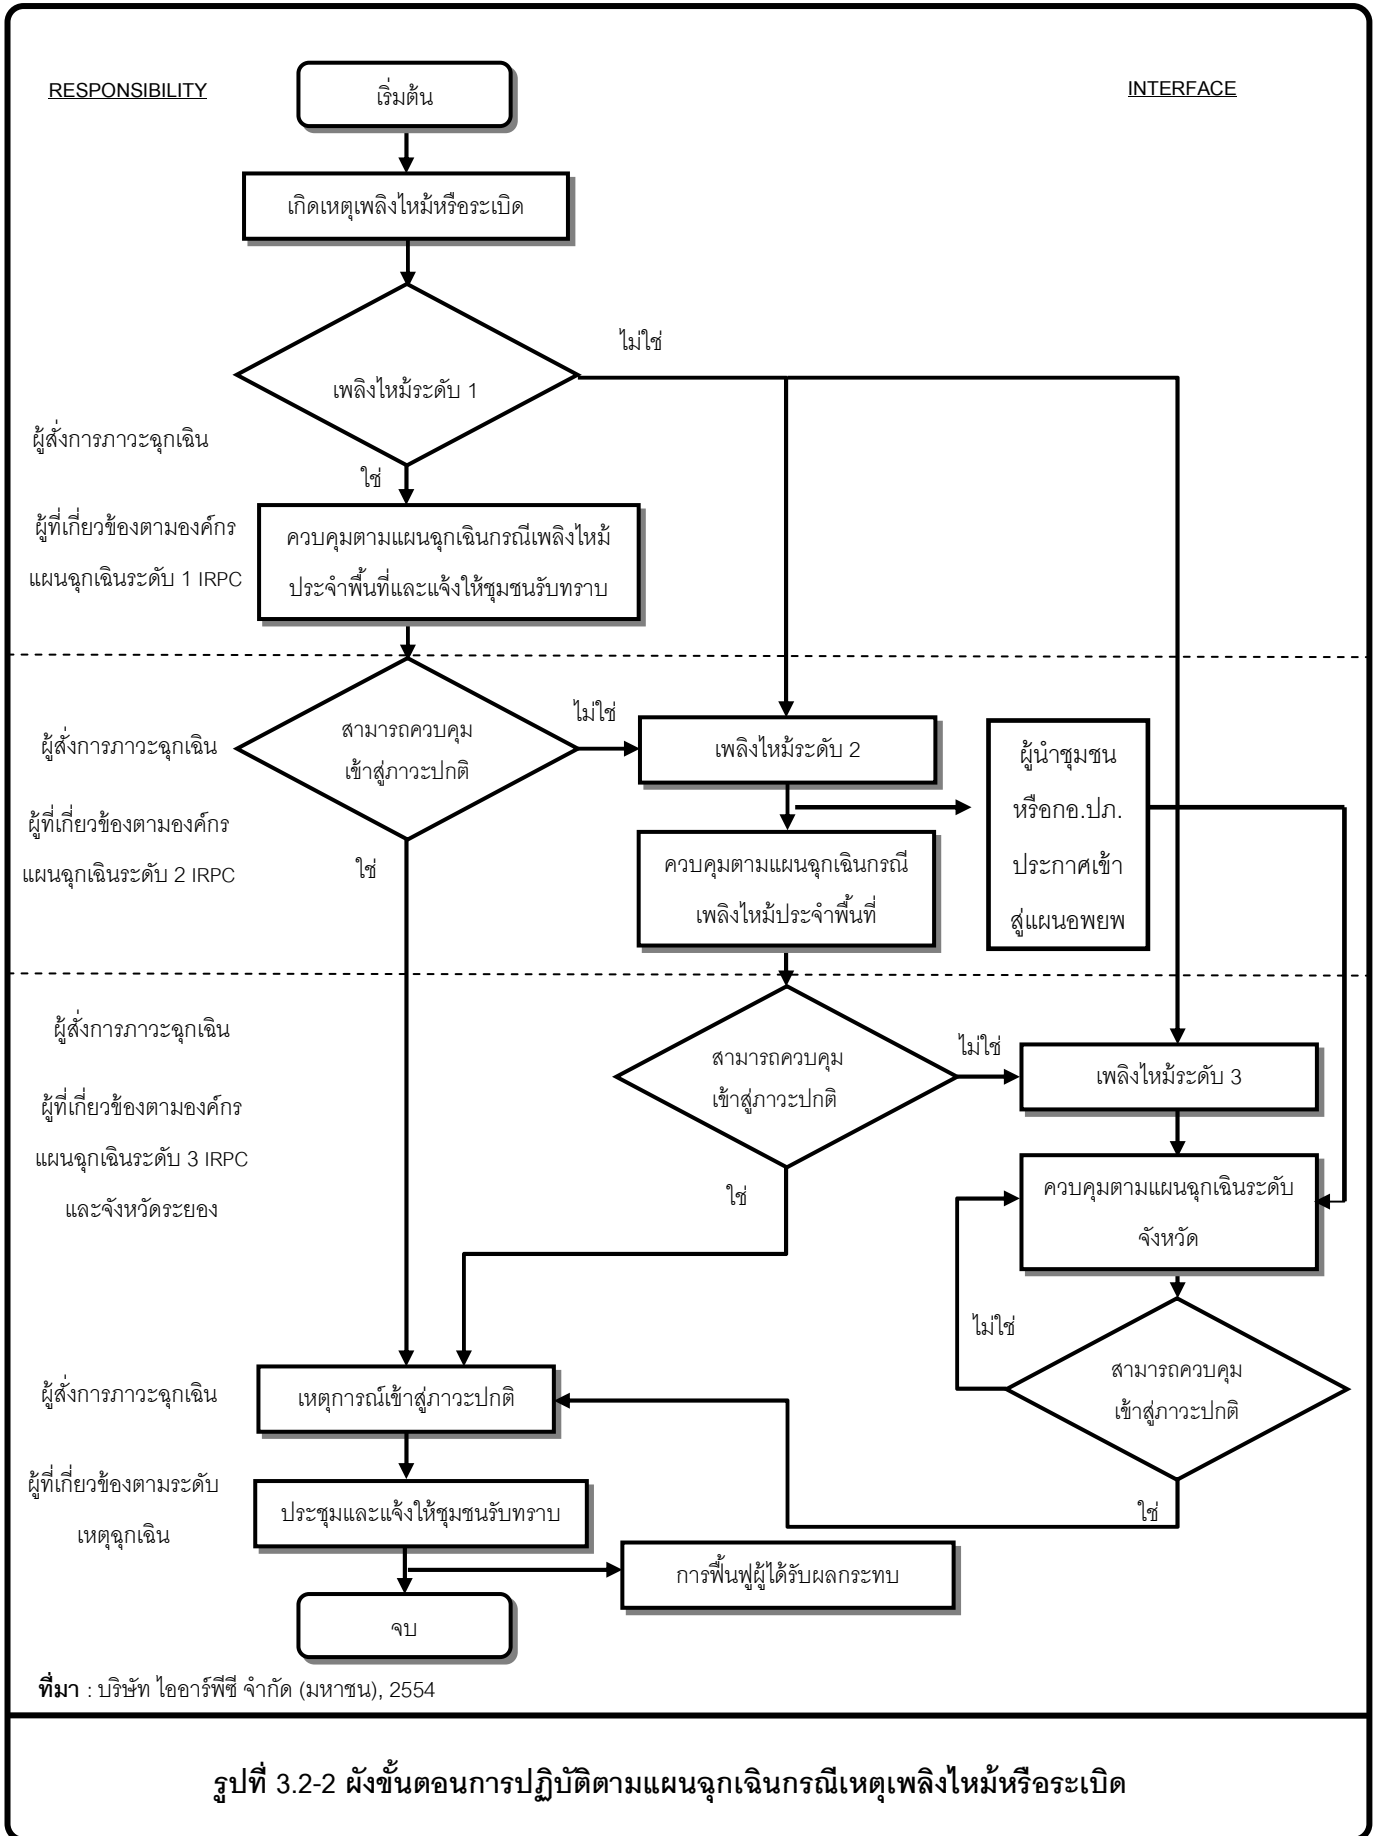 RESPONSIBILITY
INTERFACE
เริ่มต้น
เกิดเหตุเพลิงไหม้หรือระเบิด
ไม่ใช่
เพลิงไหม้ระดับ 1
ผู้สั่งการภาวะฉุกเฉิน
ใช่
ผู้ที่เกี่ยวข้องตามองค์กร
แผนฉุกเฉินระดับ 1 IRPC
ควบคุมตามแผนฉุกเฉินกรณีเพลิงไหม้
ประจำพื้นที่และแจ้งให้ชุมชนรับทราบ
ผู้สั่งการภาวะฉุกเฉิน
ผู้ที่เกี่ยวข้องตามองค์กร
แผนฉุกเฉินระดับ 2 IRPC
สามารถควบคุม
เข้าสู่ภาวะปกติ
ไม่ใช่
ใช่
เพลิงไหม้ระดับ 2
ควบคุมตามแผนฉุกเฉินกรณี
เพลิงไหม้ประจำพื้นที่
ผู้นำชุมชน
หรือกอ.ปภ.
ประกาศเข้า
สู่แผนอพยพ
ผู้สั่งการภาวะฉุกเฉิน
ผู้ที่เกี่ยวข้องตามองค์กร
แผนฉุกเฉินระดับ 3 IRPC
และจังหวัดระยอง
สามารถควบคุม
เข้าสู่ภาวะปกติ
ไม่ใช่
ใช่
เพลิงไหม้ระดับ 3
ควบคุมตามแผนฉุกเฉินระดับ
จังหวัด
ไม่ใช่
สามารถควบคุม
เข้าสู่ภาวะปกติ
ใช่
ผู้สั่งการภาวะฉุกเฉิน
เหตุการณ์เข้าสู่ภาวะปกติ
ผู้ที่เกี่ยวข้องตามระดับ
เหตุฉุกเฉิน
ประชุมและแจ้งให้ชุมชนรับทราบ
การฟื้นฟูผู้ได้รับผลกระทบ
จบ
ที่มา : บริษัท ไออาร์พีซี จำกัด (มหาชน), 2554
รูปที่ 3.2-2 ผังขั้นตอนการปฏิบัติตามแผนฉุกเฉินกรณีเหตุเพลิงไหม้หรือระเบิด